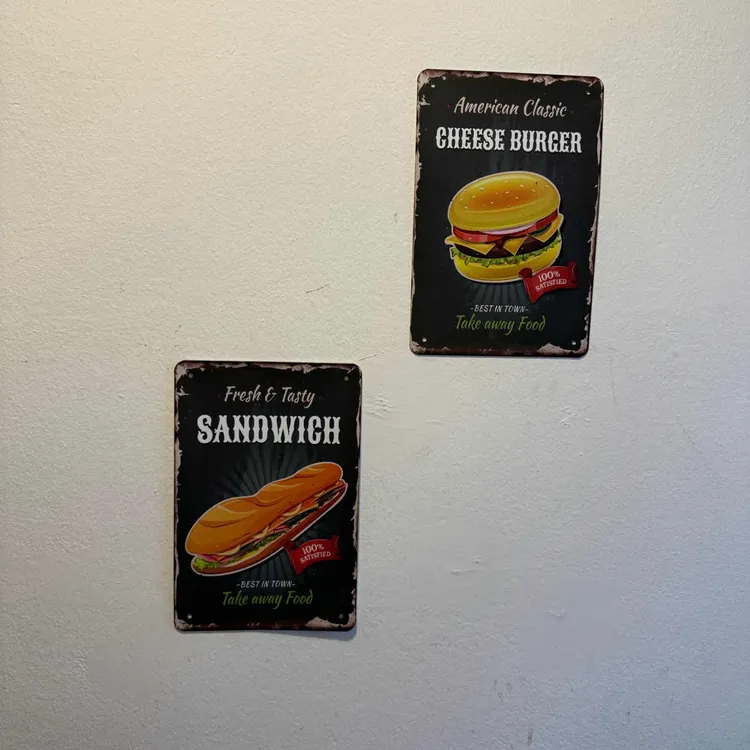 American Classic
CHEESE BURGER
100%
SATISFIED
-BEST IN TOWN-
Take away Food
Fresh & Tasty
SANDWICH
100%
SATISFIED
-BEST IN TOWN-
Take away Food